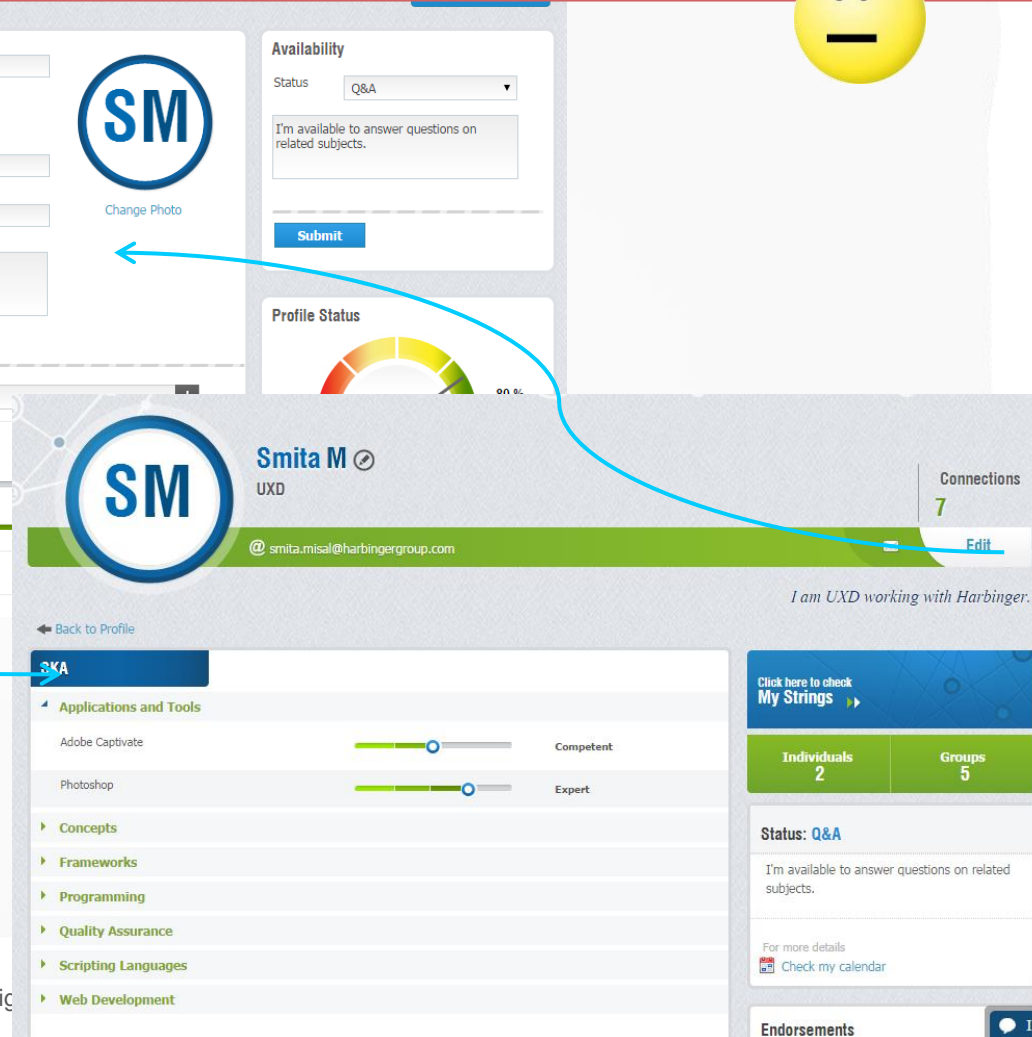 Availability
Status
Q&A
SM
I'm available to answer questions on
related subjects.
Change Photo
Submit
Profile Status
80 %
SM
Smita M
UXD
Connections
7
@ smita.misal@harbingergroup.com
Edit
I am UXD working with Harbinger.
Back to Profile
SKA
Applications and Tools
Adobe Captivate
Competent
Photoshop
Expert
Concepts
Frameworks
Programming
Quality Assurance
Scripting Languages
Web Development
Click here to check
My Strings
Individuals
2
Groups
5
Status: Q&A
I'm available to answer questions on related
subjects.
For more details
Check my calendar
Endorsements